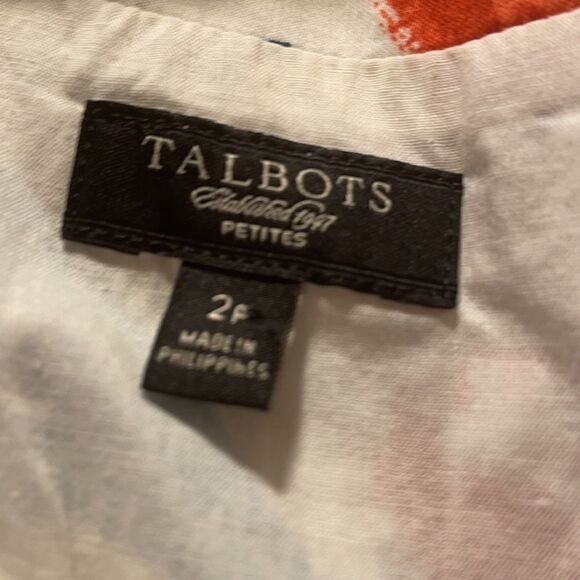 TALBOTS
Established 1947
PETITES
2P
MADE IN
PHILIPPINES